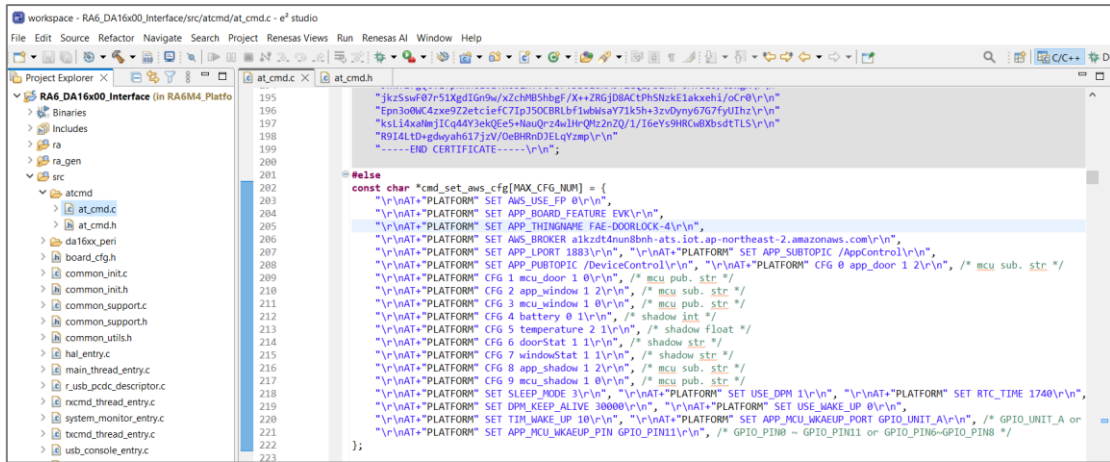 workspace - RA6_DA16x00_Interface/src/atcmd/at_cmd.c - e² studio
File Edit Source Refactor Navigate Search Project Renesas Views Run Renesas AI Window Help
C/C++
Project Explorer
at_cmd.c
at_cmd.h
RA6_DA16x00_Interface (in RA6M4_Platfo
Binaries
Includes
ra
ra_gen
src
atcmd
at_cmd.c
at_cmd.h
da16xx_peri
board_cfg.h
common_init.c
common_init.h
common_support.c
common_support.h
common_utils.h
hal_entry.c
main_thread_entry.c
r_usb_pcdc_descriptor.c
rxcmd_thread_entry.c
system_monitor_entry.c
txcmd_thread_entry.c
usb_console_entry.c
195 "jkzSswF07r51XgdIGn9w/xZchMB5hbgF/X++ZRGjD8ACtPhSNzkE1akxehi/oCr0\r\n"
196 "Epn3o0WC4zxe9Z2etciefC7IpJ5OCBRLbf1wbWsaY71k5h+3zvDyny67G7fyUIhz\r\n"
197 "ksLi4xaNmjICq44Y3ekQEe5+NauQrz4wlHrQMz2nZQ/1/I6eYs9HRCwBXbsdtTLS\r\n"
198 "R9I4LtD+gdwyah617jzV/OeBHRnDJELqYzmp\r\n"
199 "-----END CERTIFICATE-----\r\n";
200
201 #else
202 const char *cmd_set_aws_cfg[MAX_CFG_NUM] = {
203 "\r\nAT+"PLATFORM" SET AWS_USE_FP 0\r\n",
204 "\r\nAT+"PLATFORM" SET APP_BOARD_FEATURE EVK\r\n",
205 "\r\nAT+"PLATFORM" SET APP_THINGNAME FAE-DOORLOCK-4\r\n",
206 "\r\nAT+"PLATFORM" SET AWS_BROKER a1kzdt4nun8bnh-ats.iot.ap-northeast-2.amazonaws.com\r\n",
207 "\r\nAT+"PLATFORM" SET APP_LPORT 1883\r\n", "\r\nAT+"PLATFORM" SET APP_SUBTOPIC /AppControl\r\n",
208 "\r\nAT+"PLATFORM" SET APP_PUBTOPIC /DeviceControl\r\n", "\r\nAT+"PLATFORM" CFG 0 app_door 1 2\r\n", /* mcu sub. str */
209 "\r\nAT+"PLATFORM" CFG 1 mcu_door 1 0\r\n", /* mcu pub. str */
210 "\r\nAT+"PLATFORM" CFG 2 app_window 1 2\r\n", /* mcu sub. str */
211 "\r\nAT+"PLATFORM" CFG 3 mcu_window 1 0\r\n", /* mcu pub. str */
212 "\r\nAT+"PLATFORM" CFG 4 battery 0 1\r\n", /* shadow int */
213 "\r\nAT+"PLATFORM" CFG 5 temperature 2 1\r\n", /* shadow float */
214 "\r\nAT+"PLATFORM" CFG 6 doorStat 1 1\r\n", /* shadow str */
215 "\r\nAT+"PLATFORM" CFG 7 windowStat 1 1\r\n", /* shadow str */
216 "\r\nAT+"PLATFORM" CFG 8 app_shadow 1 2\r\n", /* mcu sub. str */
217 "\r\nAT+"PLATFORM" CFG 9 mcu_shadow 1 0\r\n", /* mcu pub. str */
218 "\r\nAT+"PLATFORM" SET SLEEP_MODE 3\r\n", "\r\nAT+"PLATFORM" SET USE_DPM 1\r\n", "\r\nAT+"PLATFORM" SET RTC_TIME 1740\r\n",
219 "\r\nAT+"PLATFORM" SET DPM_KEEP_ALIVE 30000\r\n", "\r\nAT+"PLATFORM" SET USE_WAKE_UP 0\r\n",
220 "\r\nAT+"PLATFORM" SET TIM_WAKE_UP 10\r\n", "\r\nAT+"PLATFORM" SET APP_MCU_WKAEUP_PORT GPIO_UNIT_A\r\n", /* GPIO_UNIT_A or
221 "\r\nAT+"PLATFORM" SET APP_MCU_WKAEUP_PIN GPIO_PIN11\r\n", /* GPIO_PIN0 ~ GPIO_PIN11 or GPIO_PIN6~GPIO_PIN8 */
222 };
223